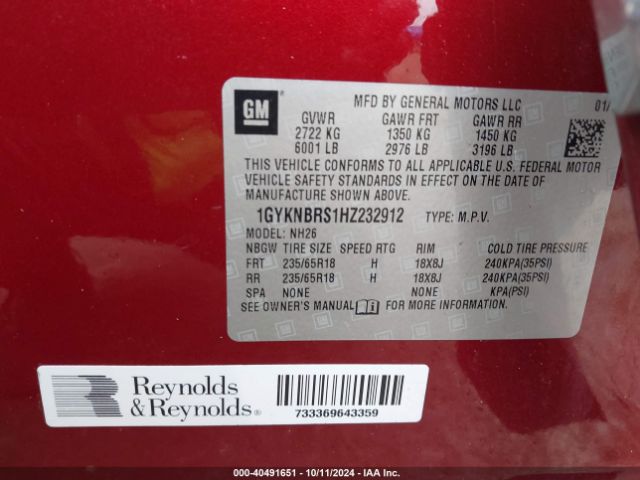 GM
MFD BY GENERAL MOTORS LLC 01/
GVWR GAWR FRT GAWR RR
2722 KG 1350 KG 1450 KG
6001 LB 2976 LB 3196 LB
THIS VEHICLE CONFORMS TO ALL APPLICABLE U.S. FEDERAL MOTOR
VEHICLE SAFETY STANDARDS IN EFFECT ON THE DATE OF
MANUFACTURE SHOWN ABOVE.
1GYKNBRS1HZ232912 TYPE: M.P.V.
MODEL: NH26
NBGW TIRE SIZE SPEED RTG RIM COLD TIRE PRESSURE
FRT 235/65R18 H 18X8J 240KPA(35PSI)
RR 235/65R18 H 18X8J 240KPA(35PSI)
SPA NONE NONE KPA(PSI)
SEE OWNER'S MANUAL FOR MORE INFORMATION.
Reynolds
& Reynolds®
733369643359
000-40491651 - 10/11/2024 - IAA Inc.